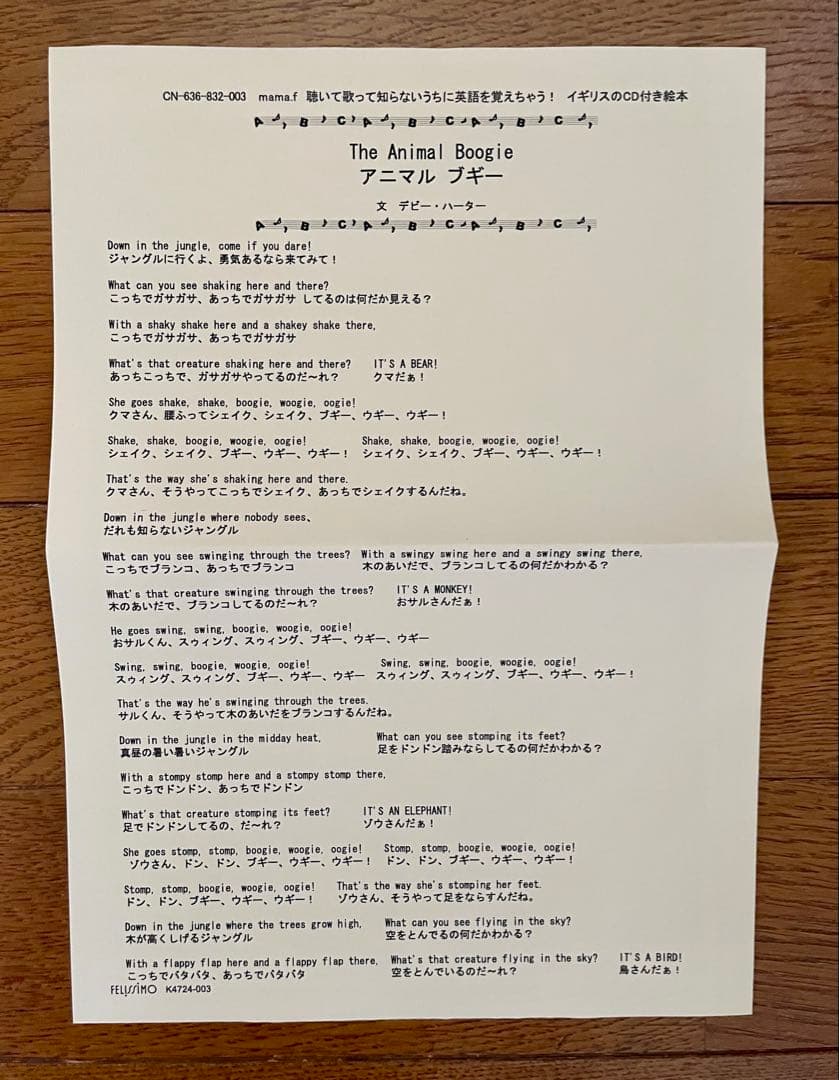 CN-636-832-003 mama.f 聴いて歌って知らないうちに英語を覚えちゃう！ イギリスのCD付き絵本
A B C A B C A B C
The Animal Boogie
アニマル ブギー
文 デビー・ハーター
A B C A B C A B C
Down in the jungle, come if you dare!
ジャングルに行くよ、勇気あるなら来てみて！
What can you see shaking here and there?
こっちでガサガサ、あっちでガサガサ してるのは何だか見える？
With a shaky shake here and a shakey shake there,
こっちでガサガサ、あっちでガサガサ
What's that creature shaking here and there? IT'S A BEAR!
あっちこっちで、ガサガサやってるのだ〜れ？ クマだぁ！
She goes shake, shake, boogie, woogie, oogie!
クマさん、腰ふってシェイク、シェイク、ブギー、ウギー、ウギー！
Shake, shake, boogie, woogie, oogie! Shake, shake, boogie, woogie, oogie!
シェイク、シェイク、ブギー、ウギー、ウギー！ シェイク、シェイク、ブギー、ウギー、ウギー！
That's the way she's shaking here and there.
クマさん、そうやってこっちでシェイク、あっちでシェイクするんだね。
Down in the jungle where nobody sees、
だれも知らないジャングル
What can you see swinging through the trees? With a swingy swing here and a swingy swing there,
こっちでブランコ、あっちでブランコ 木のあいだで、ブランコしてるの何だかわかる？
What's that creature swinging through the trees? IT'S A MONKEY!
木のあいだで、ブランコしてるのだ〜れ？ おサルさんだぁ！
He goes swing, swing, boogie, woogie, oogie!
おサルくん、スゥィング、スゥィング、ブギー、ウギー、ウギー
Swing, swing, boogie, woogie, oogie! Swing, swing, boogie, woogie, oogie!
スゥィング、スゥィング、ブギー、ウギー、ウギー スゥィング、スゥィング、ブギー、ウギー、ウギー！
That's the way he's swinging through the trees.
サルくん、そうやって木のあいだをブランコするんだね。
Down in the jungle in the midday heat, What can you see stomping its feet?
真昼の暑い暑いジャングル 足をドンドン踏みならしてるの何だかわかる？
With a stompy stomp here and a stompy stomp there,
こっちでドンドン、あっちでドンドン
What's that creature stomping its feet? IT'S AN ELEPHANT!
足でドンドンしてるの、だ〜れ？ ゾウさんだぁ！
She goes stomp, stomp, boogie, woogie, oogie! Stomp, stomp, boogie, woogie, oogie!
ゾウさん、ドン、ドン、ブギー、ウギー、ウギー！ ドン、ドン、ブギー、ウギー、ウギー！
Stomp, stomp, boogie, woogie, oogie! That's the way she's stomping her feet.
ドン、ドン、ブギー、ウギー、ウギー！ ゾウさん、そうやって足をならすんだね。
Down in the jungle where the trees grow high, What can you see flying in the sky?
木が高くしげるジャングル 空をとんでるの何だかわかる？
With a flappy flap here and a flappy flap there, What's that creature flying in the sky? IT'S A BIRD!
こっちでバタバタ、あっちでバタバタ 空をとんでいるのだ〜れ？ 鳥さんだぁ！
FELISSIMO K4724-003